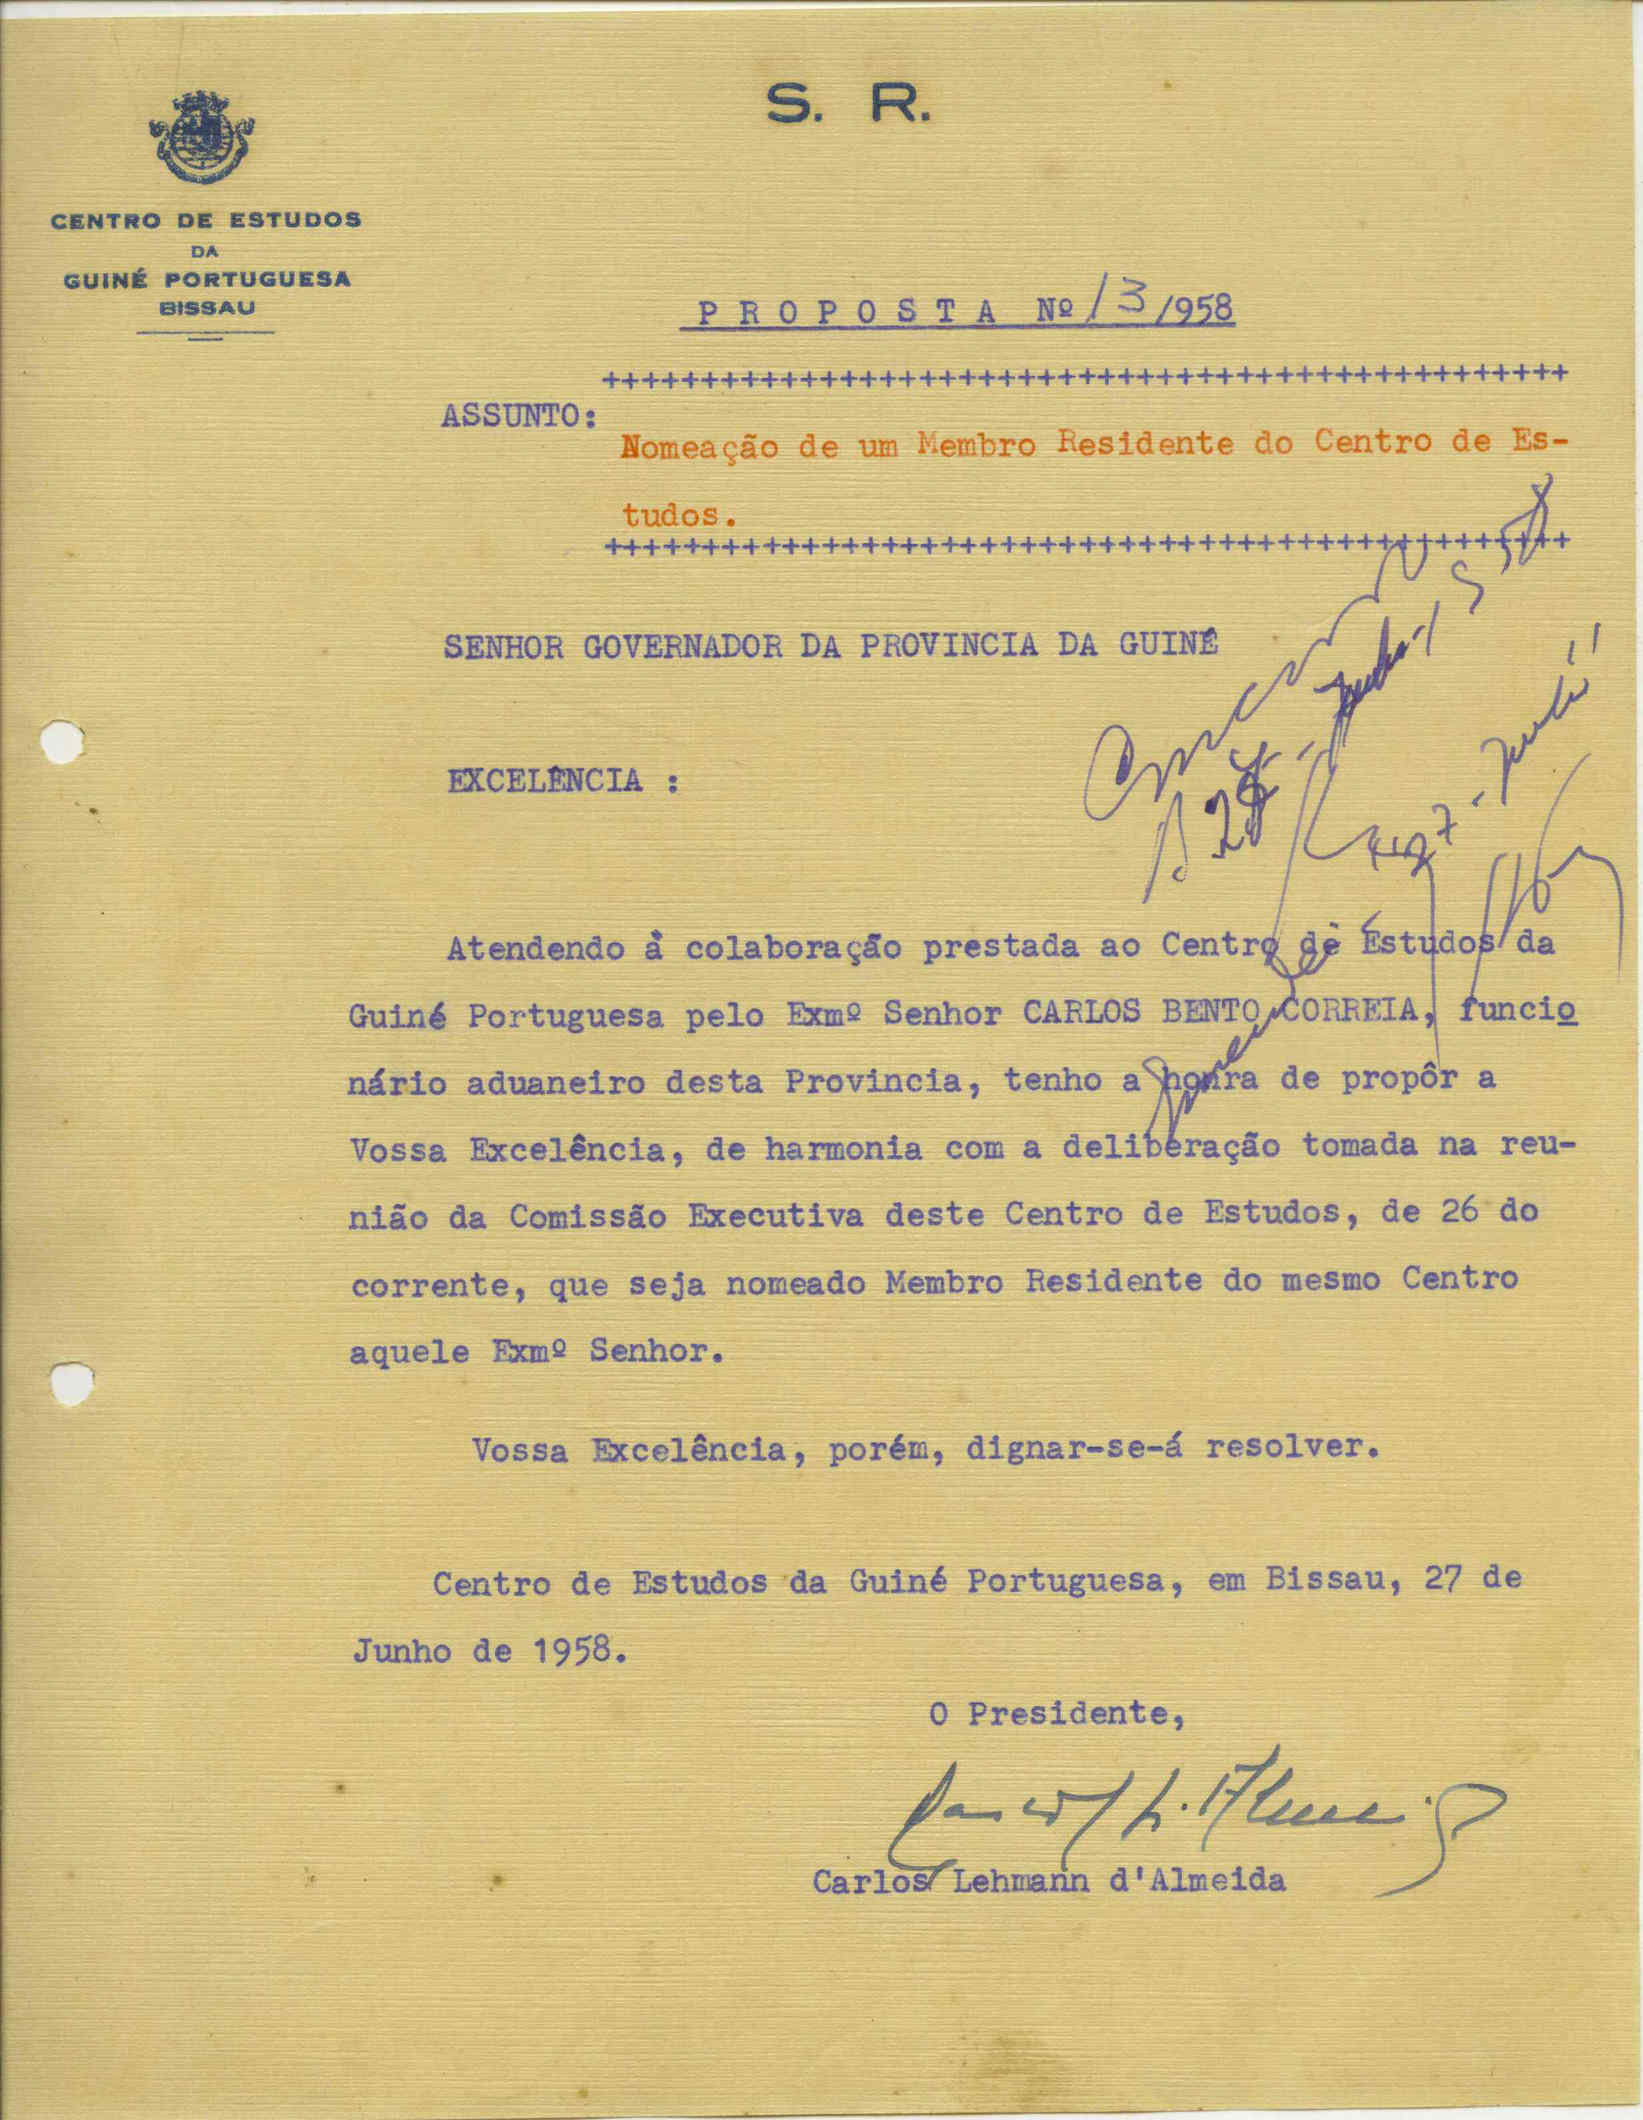 S. R.
CENTRO DE ESTUDOS
DA
GUINÉ PORTUGUESA
BISSAU
PROPOSTA Nº 13/1958
+++++++++++++++++++++++++++++++++++++++++++++++++
ASSUNTO:
Nomeação de um Membro Residente do Centro de Es-
tudos.
+++++++++++++++++++++++++++++++++++++++++++++++++
SENHOR GOVERNADOR DA PROVINCIA DA GUINÉ
EXCELÊNCIA :
Atendendo à colaboração prestada ao Centro de Estudos da
Guiné Portuguesa pelo Exmº Senhor CARLOS BENTO CORREIA, funcio
nário aduaneiro desta Provincia, tenho a honra de propôr a
Vossa Excelência, de harmonia com a deliberação tomada na reu-
nião da Comissão Executiva deste Centro de Estudos, de 26 do
corrente, que seja nomeado Membro Residente do mesmo Centro
aquele Exmº Senhor.
Vossa Excelência, porém, dignar-se-á resolver.
Centro de Estudos da Guiné Portuguesa, em Bissau, 27 de
Junho de 1958.
O Presidente,
Carlos Lehmann d'Almeida